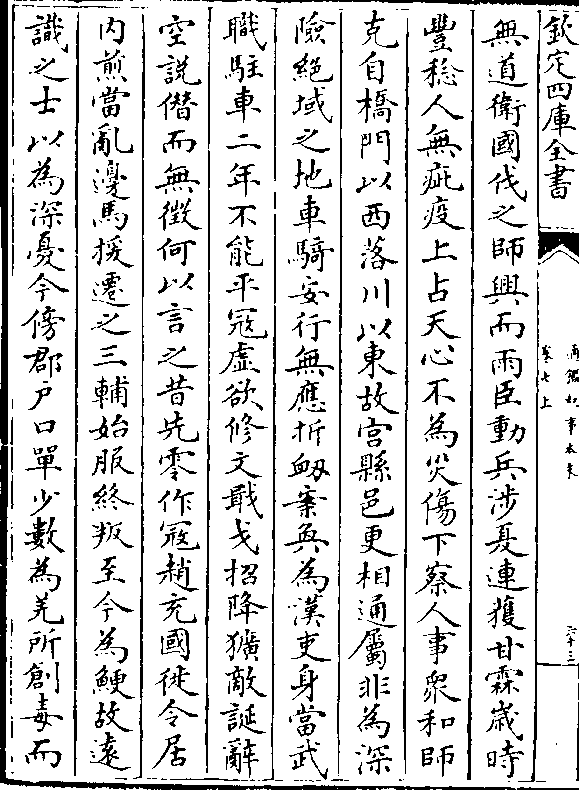 欽定四庫全書
通鑑紀事本末
卷七上
六十三
無道衛國伐之師興而雨臣動兵涉夏連獲甘霖歲時
豐稔人無疵疫上占天心不為災傷下察人事衆和師
克自橋門以西落川以東故宫縣邑更相通屬非為深
險絶域之地車騎安行無應折衂案奐為漢吏身當武
職駐車二年不能平宼虚欲修文戢戈招降獷敵誕辭
空説僭而無徵何以言之昔先零作宼趙充國徙令居
内煎當亂邊馬援遷之三輔始服終叛至今為鯁故逺
識之士以為深憂今傍郡户口單少數為羌所創毒而